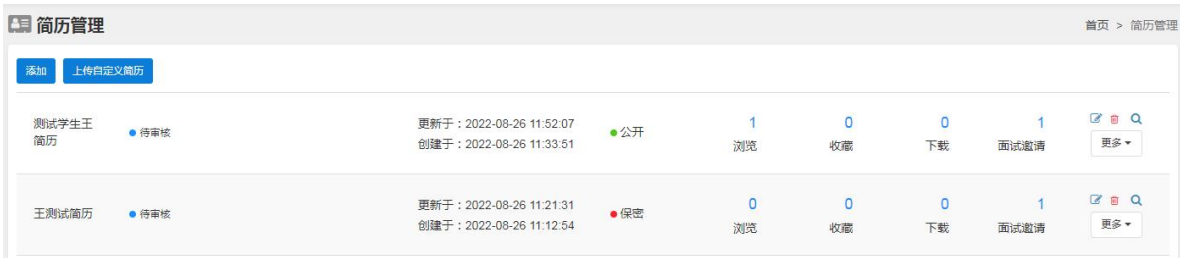 简历管理
首页 > 简历管理
添加 上传自定义简历
测试学生王
简历
待审核
更新于：2022-08-26 11:52:07
创建于：2022-08-26 11:33:51
公开
1 0 0 1
浏览 收藏 下载 面试邀请
更多
王测试简历
待审核
更新于：2022-08-26 11:21:31
创建于：2022-08-26 11:12:54
保密
0 0 0 1
浏览 收藏 下载 面试邀请
更多